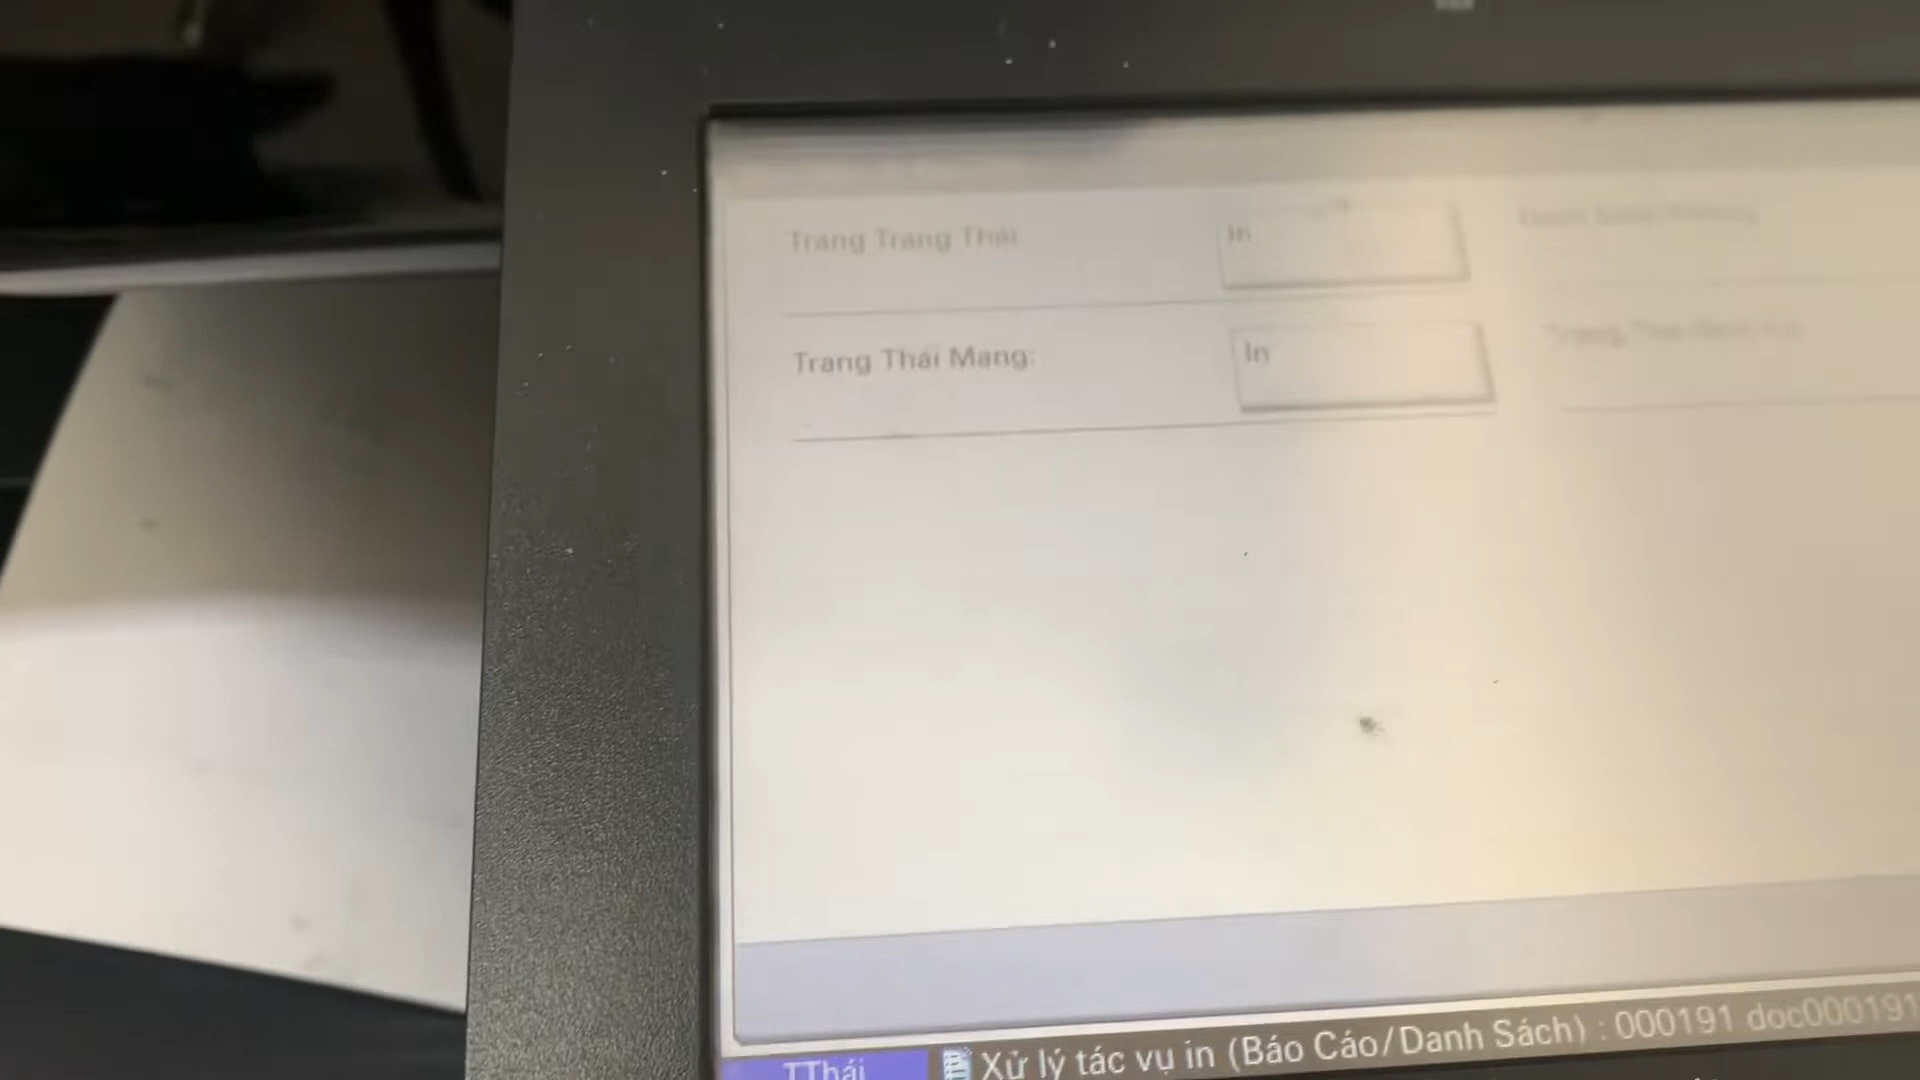 Trang Trang Thái:
In
Trang Thái Mang:
In
TThái
Xử lý tác vụ in (Báo Cáo/Danh Sách) : 000191 doc000191